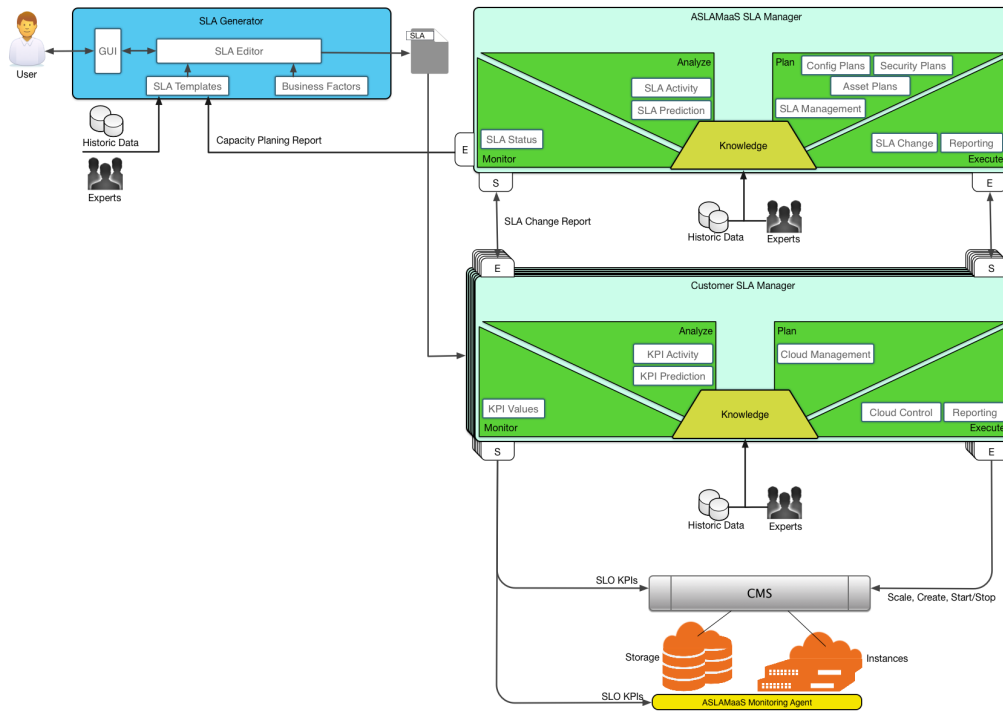 SLA Generator
User
GUI
SLA Editor
SLA Templates
Business Factors
SLA
Historic Data
Experts
Capacity Planing Report
ASLAMaaS SLA Manager
Analyze
SLA Activity
SLA Prediction
Plan
Config Plans
Security Plans
Asset Plans
SLA Management
E
SLA Status
Monitor
Knowledge
SLA Change
Reporting
Execute
S
E
Historic Data
Experts
SLA Change Report
E
S
Customer SLA Manager
Analyze
KPI Activity
KPI Prediction
Plan
Cloud Management
KPI Values
Monitor
Knowledge
Cloud Control
Reporting
Execute
S
E
Historic Data
Experts
SLO KPIs
CMS
Scale, Create, Start/Stop
Storage
Instances
SLO KPIs
ASLAMaaS Monitoring Agent